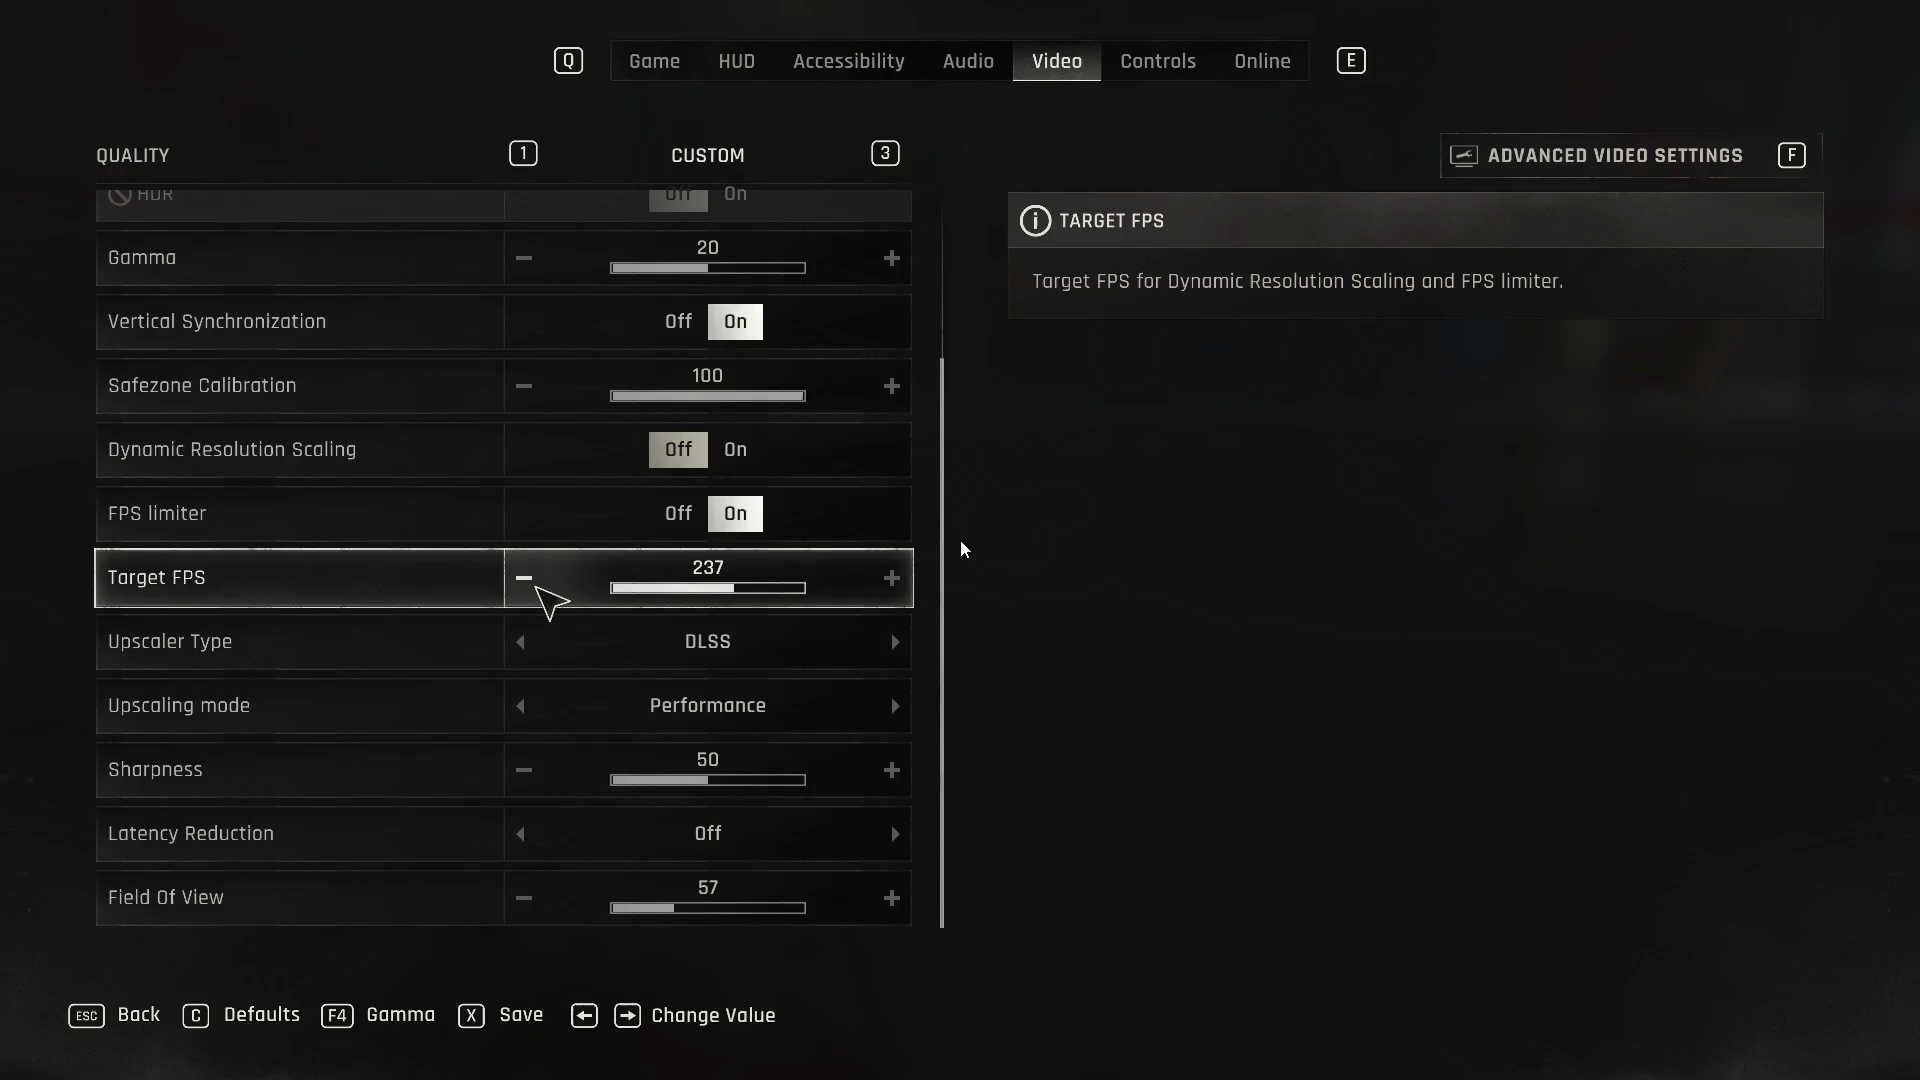 Q Game HUD Accessibility Audio Video Controls Online E
QUALITY 1 CUSTOM 3
ADVANCED VIDEO SETTINGS F
HDR Off On
TARGET FPS
Gamma 20
Target FPS for Dynamic Resolution Scaling and FPS limiter.
Vertical Synchronization Off On
Safezone Calibration 100
Dynamic Resolution Scaling Off On
FPS limiter Off On
Target FPS 237
Upscaler Type DLSS
Upscaling mode Performance
Sharpness 50
Latency Reduction Off
Field Of View 57
ESC Back C Defaults F4 Gamma X Save Change Value